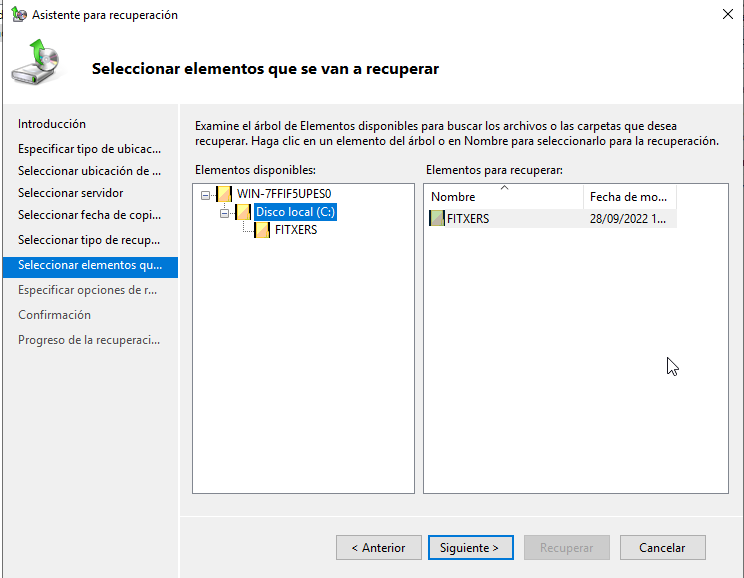 Asistente para recuperación
Seleccionar elementos que se van a recuperar
Introducción
Especificar tipo de ubicac...
Seleccionar ubicación de ...
Seleccionar servidor
Seleccionar fecha de copi...
Seleccionar tipo de recup...
Seleccionar elementos qu...
Especificar opciones de r...
Confirmación
Progreso de la recuperaci...
Examine el árbol de Elementos disponibles para buscar los archivos o las carpetas que desea
recuperar. Haga clic en un elemento del árbol o en Nombre para seleccionarlo para la recuperación.
Elementos disponibles:
WIN-7FFIF5UPES0
Disco local (C:)
FITXERS
Elementos para recuperar:
Nombre Fecha de mo...
FITXERS 28/09/2022 1...
< Anterior Siguiente > Recuperar Cancelar